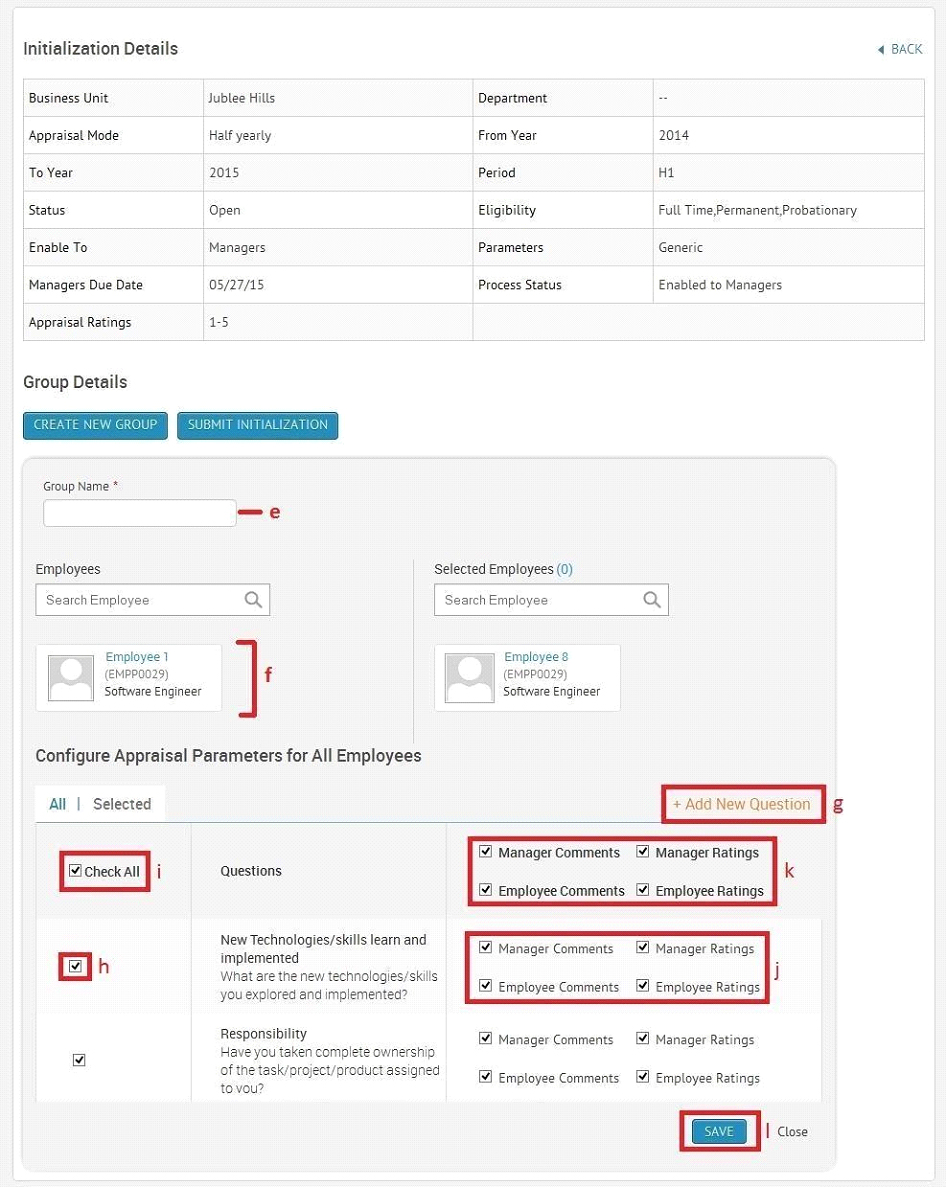 Initialization Details
BACK
Business Unit Jublee Hills Department --
Appraisal Mode Half yearly From Year 2014
To Year 2015 Period H1
Status Open Eligibility Full Time,Permanent,Probationary
Enable To Managers Parameters Generic
Managers Due Date 05/27/15 Process Status Enabled to Managers
Appraisal Ratings 1-5
Group Details
CREATE NEW GROUP SUBMIT INITIALIZATION
Group Name *
e
Employees
Search Employee
Employee 1
(EMPP0029)
Software Engineer
f
Selected Employees (0)
Search Employee
Employee 8
(EMPP0029)
Software Engineer
Configure Appraisal Parameters for All Employees
All | Selected
+ Add New Question g
Check All i
Questions
Manager Comments Manager Ratings
Employee Comments Employee Ratings
k
h
New Technologies/skills learn and
implemented
What are the new technologies/skills
you explored and implemented?
Manager Comments Manager Ratings
Employee Comments Employee Ratings
j
Responsibility
Have you taken complete ownership
of the task/project/product assigned
to you?
Manager Comments Manager Ratings
Employee Comments Employee Ratings
SAVE l Close